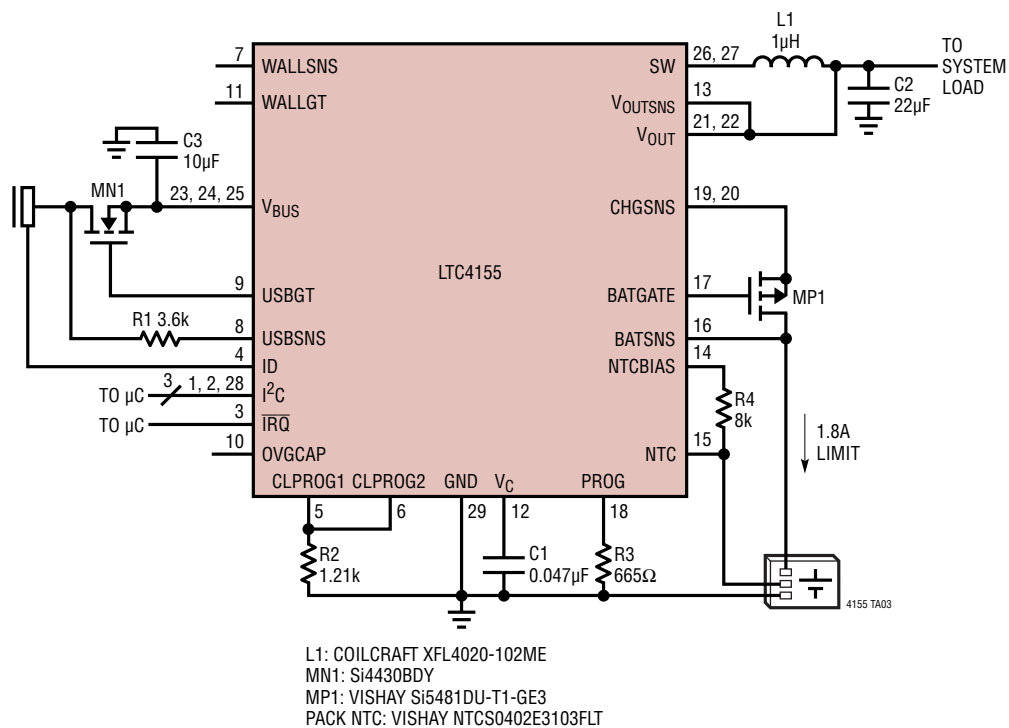 L1
1µH
TO
SYSTEM
LOAD
7
WALLSNS
SW
26, 27
11
WALLGT
13
VOUTSNS
C2
22µF
21, 22
VOUT
C3
10µF
MN1
23, 24, 25
VBUS
19, 20
CHGSNS
LTC4155
9
USBGT
17
BATGATE
MP1
R1 3.6k
8
USBSNS
16
BATSNS
4
ID
14
NTCBIAS
TO µC
3
1, 2, 28
I2C
R4
8k
TO µC
3
IRQ
1.8A
LIMIT
10
OVGCAP
15
NTC
CLPROG1
CLPROG2
GND
VC
PROG
5
6
29
12
18
R2
1.21k
C1
0.047µF
R3
665Ω
4155 TA03
L1: COILCRAFT XFL4020-102ME
MN1: Si4430BDY
MP1: VISHAY Si5481DU-T1-GE3
PACK NTC: VISHAY NTCS0402E3103FLT